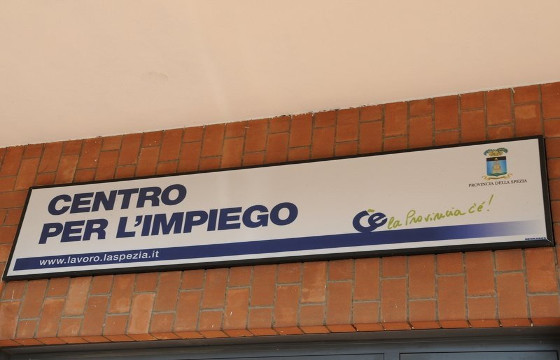 CENTRO
PER L'IMPIEGO
www.lavoro.laspezia.it
C'è la Provincia c'è!
PROVINCIA DELLA SPEZIA